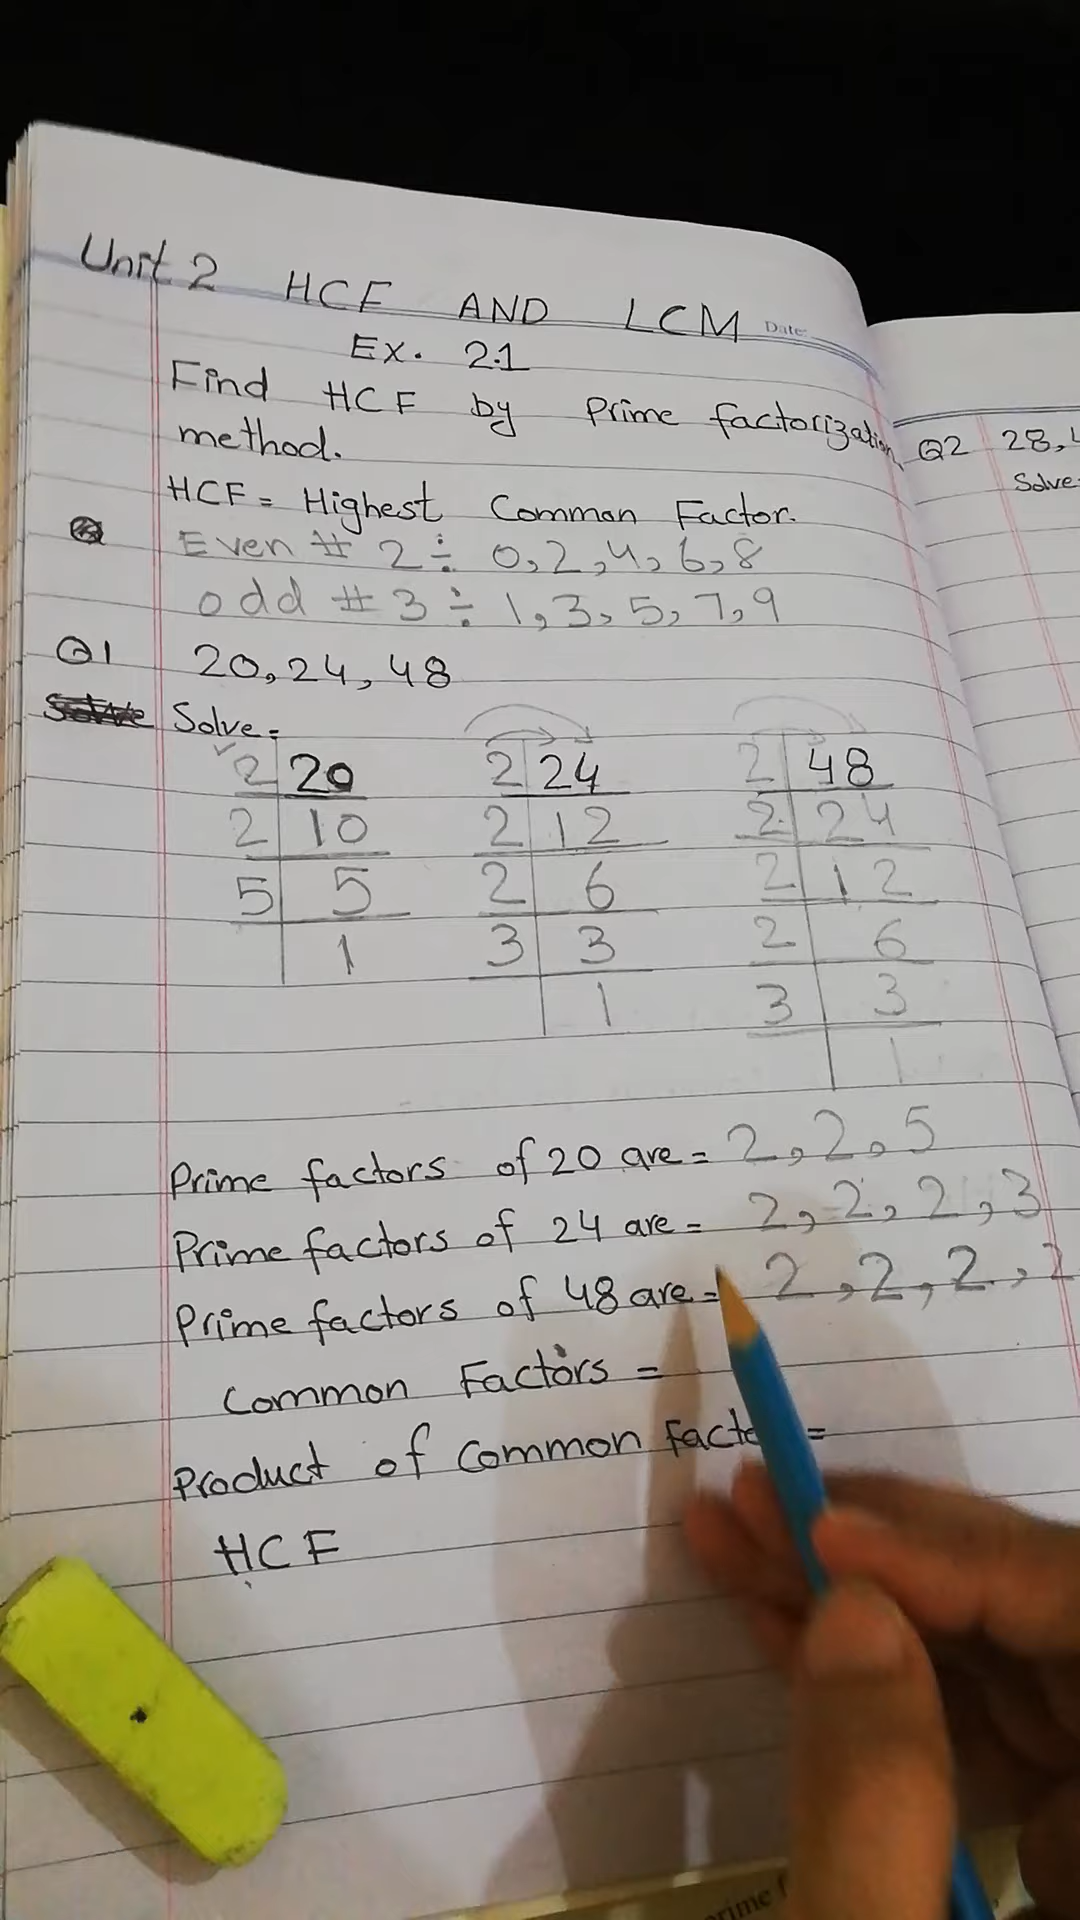 Unit 2 HCF AND LCM
Date:
Ex. 2.1
Find HCF by Prime factorization
method.
HCF = Highest Common Factor.
Even # 2 ÷ 0, 2, 4, 6, 8
odd # 3 ÷ 1, 3, 5, 7, 9
Q1 20, 24, 48
Solve =
2 20 2 24 2 48
2 10 2 12 2 24
5 5 2 6 2 12
1 3 3 2 6
1 3 3
1
Prime factors of 20 are = 2, 2, 5
Prime factors of 24 are = 2, 2, 2, 3
Prime factors of 48 are = 2, 2, 2, 2
Common Factors =
Product of Common Facto =
HCF
Q2 28,
Solve